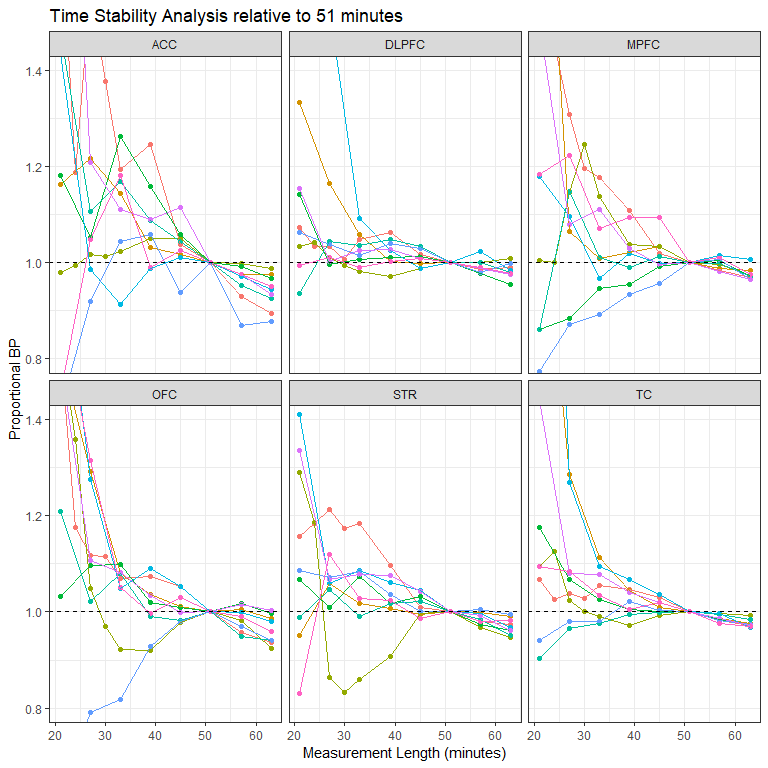 Time Stability Analysis relative to 51 minutes
ACC DLPFC MPFC
1.4
1.2
1.0
0.8
Proportional BP
OFC STR TC
1.4
1.2
1.0
0.8
20 30 40 50 60 20 30 40 50 60 20 30 40 50 60
Measurement Length (minutes)